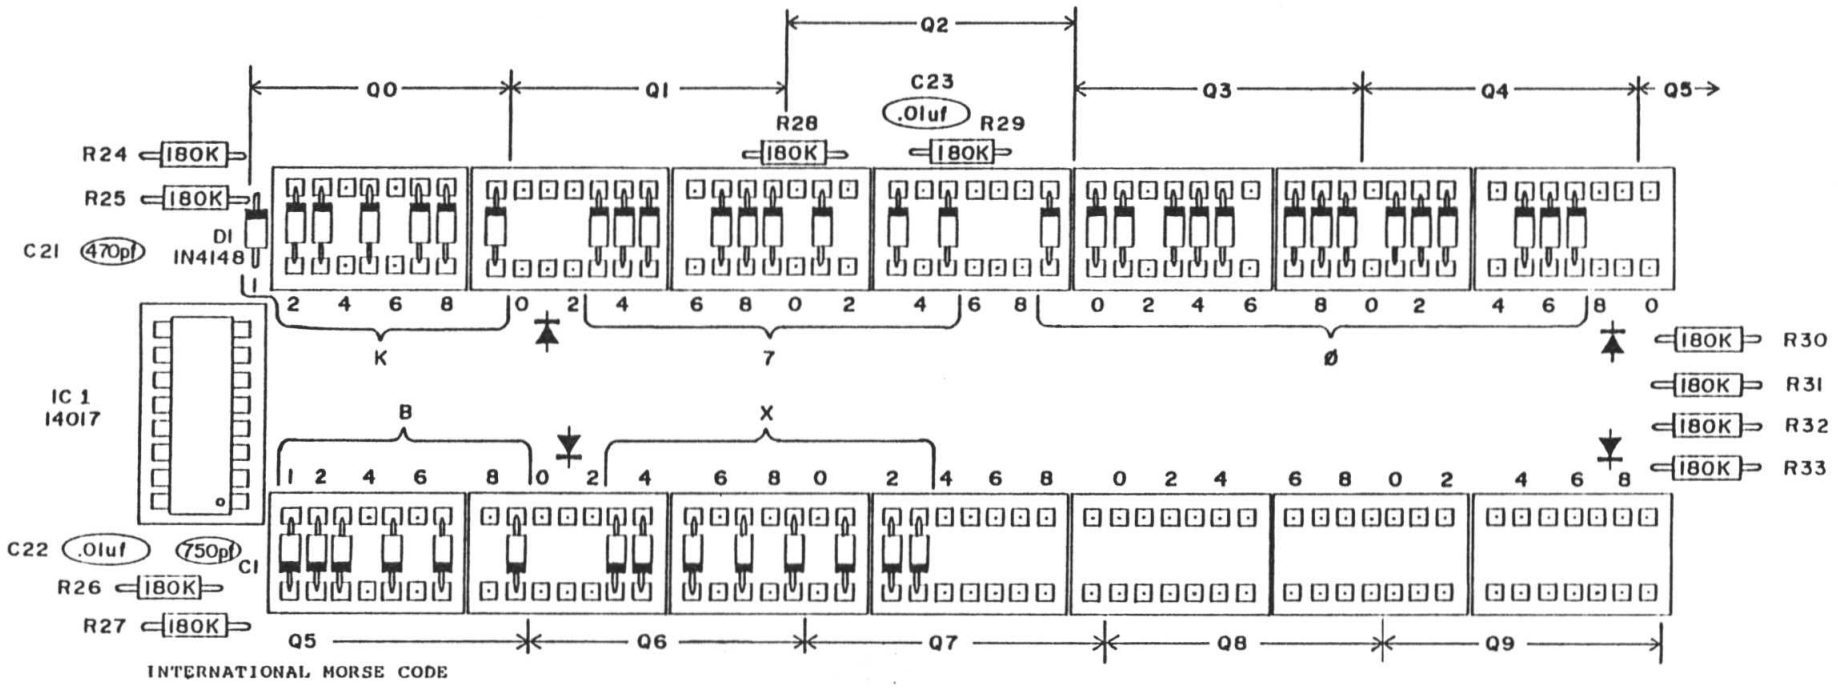 Q2
Q0 Q1 C23 Q3 Q4 Q5
.01uf
R28 R29
R24 180K 180K 180K
R25 180K
D1
C21 470pf 1N4148
1 2 4 6 8 0 2 4 6 8 0 2 4 6 8 0 2 4 6 8 0 2 4 6 8 0
K 7 Ø
180K R30
180K R31
IC 1
14017
B X
180K R32
180K R33
1 2 4 6 8 0 2 4 6 8 0 2 4 6 8 0 2 4 6 8 0 2 4 6 8
C22 .01uf 750pf C1
R26 180K
R27 180K
Q5 Q6 Q7 Q8 Q9
INTERNATIONAL MORSE CODE